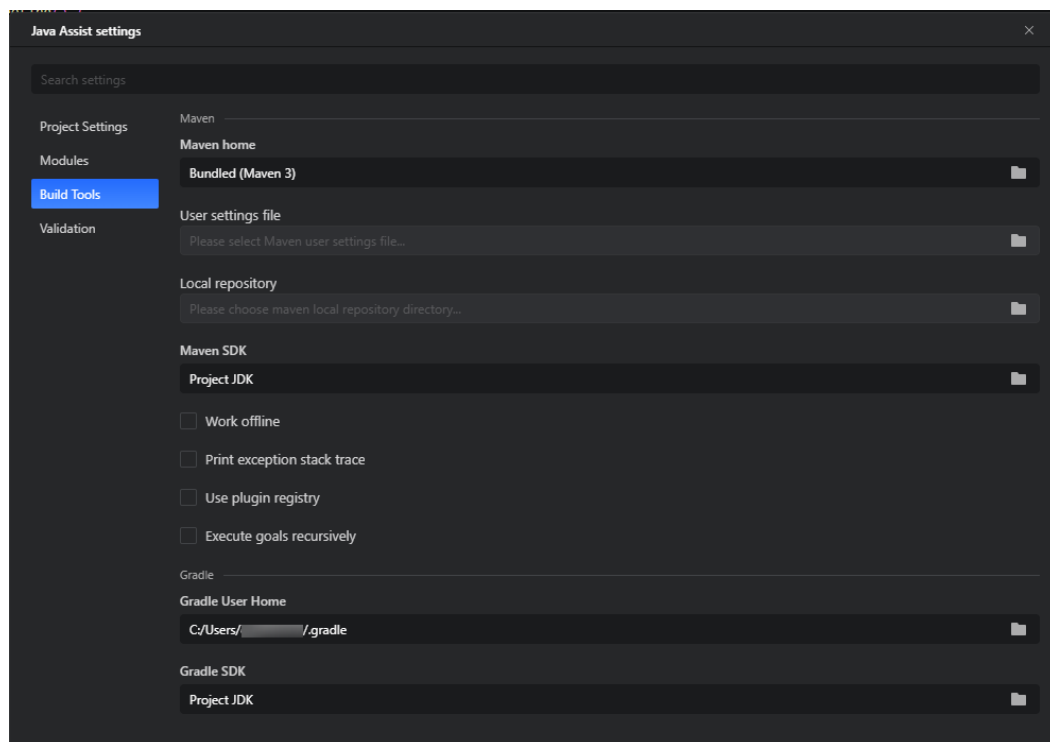 Java Assist settings
Search settings
Project Settings
Modules
Build Tools
Validation
Maven
Maven home
Bundled (Maven 3)
User settings file
Please select Maven user settings file...
Local repository
Please choose maven local repository directory...
Maven SDK
Project JDK
Work offline
Print exception stack trace
Use plugin registry
Execute goals recursively
Gradle
Gradle User Home
C:/Users/ /.gradle
Gradle SDK
Project JDK